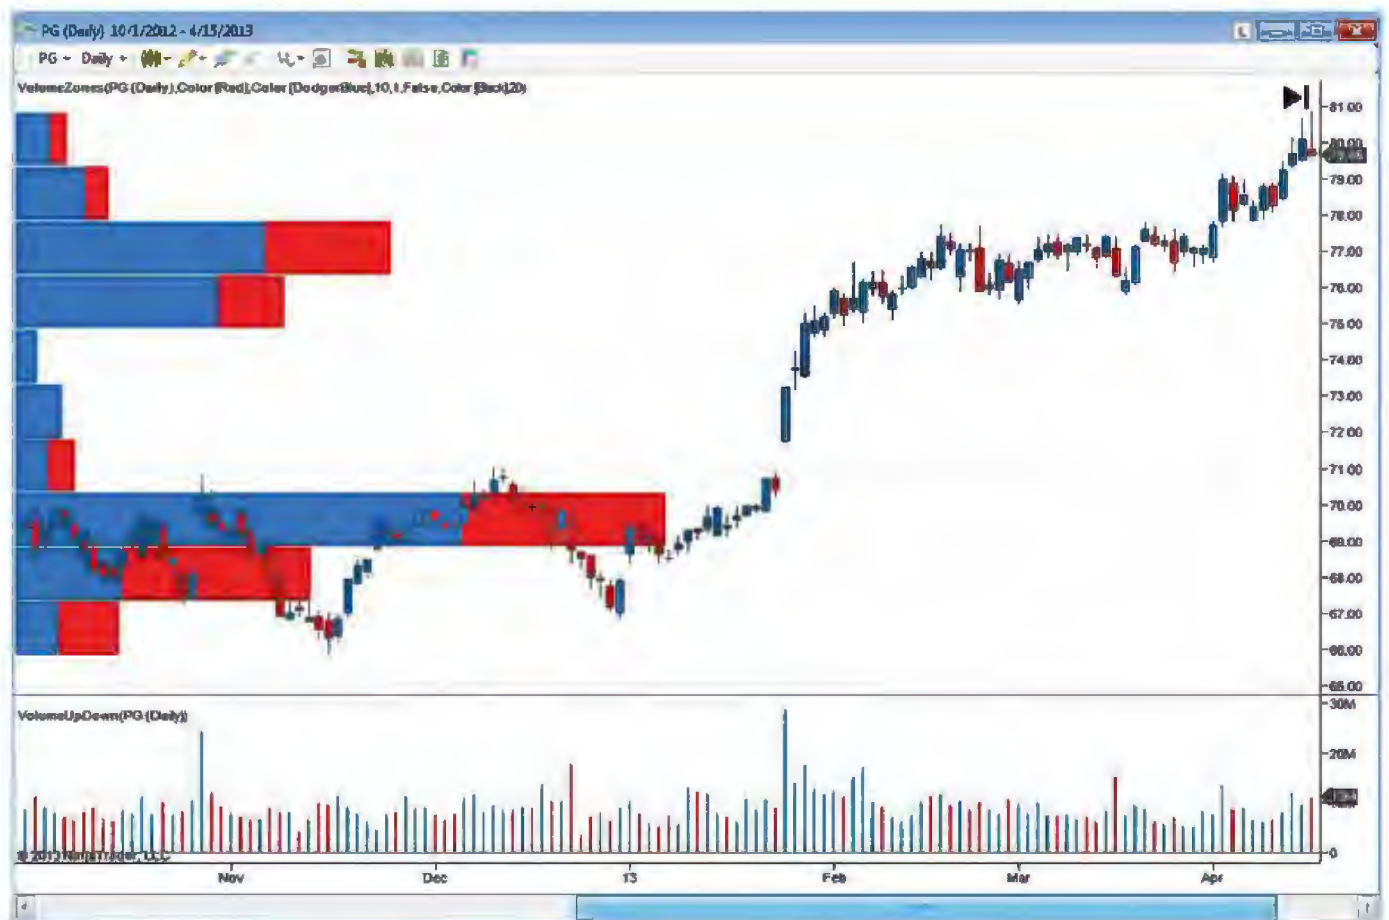 PG (Daily) 10/1/2012 - 4/15/2013
PG Daily
VolumeZones(PG (Daily),Color [Red],Color [DodgerBlue],10,1,False,Color [Black],20)
81.00
80.00
79.00
78.00
77.00
76.00
75.00
74.00
73.00
72.00
71.00
70.00
69.00
68.00
67.00
66.00
65.00
VolumeUpDown(PG (Daily))
30M
20M
0
© 2013 NinjaTrader, LLC
Nov Dec 13 Feb Mar Apr